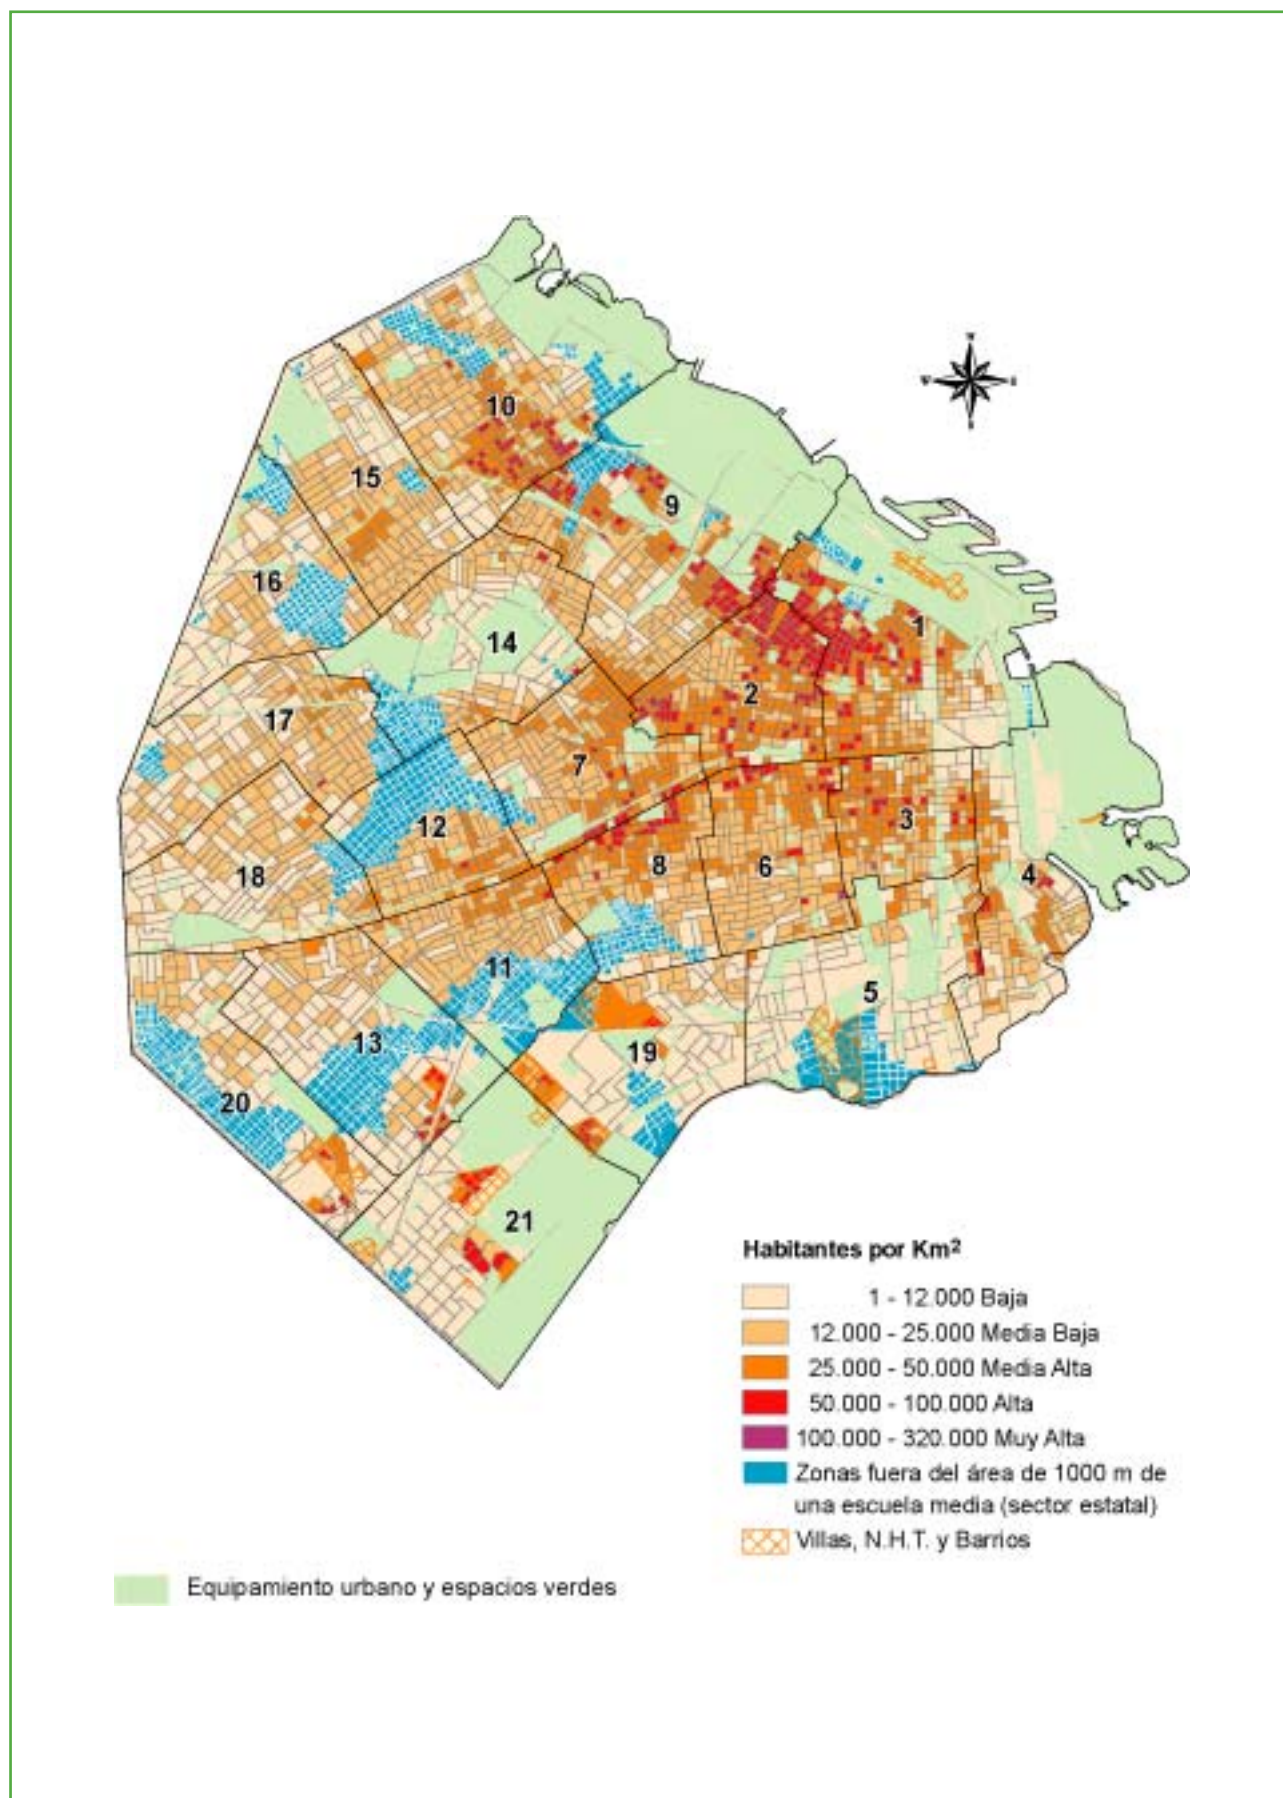 10
15
9
16
1
14
2
17
7
12
3
8
6
18
4
11
5
13
19
20
21
Habitantes por Km²
1 - 12.000 Baja
12.000 - 25.000 Media Baja
25.000 - 50.000 Media Alta
50.000 - 100.000 Alta
100.000 - 320.000 Muy Alta
Zonas fuera del área de 1000 m de
una escuela media (sector estatal)
Villas, N.H.T. y Barrios
Equipamiento urbano y espacios verdes